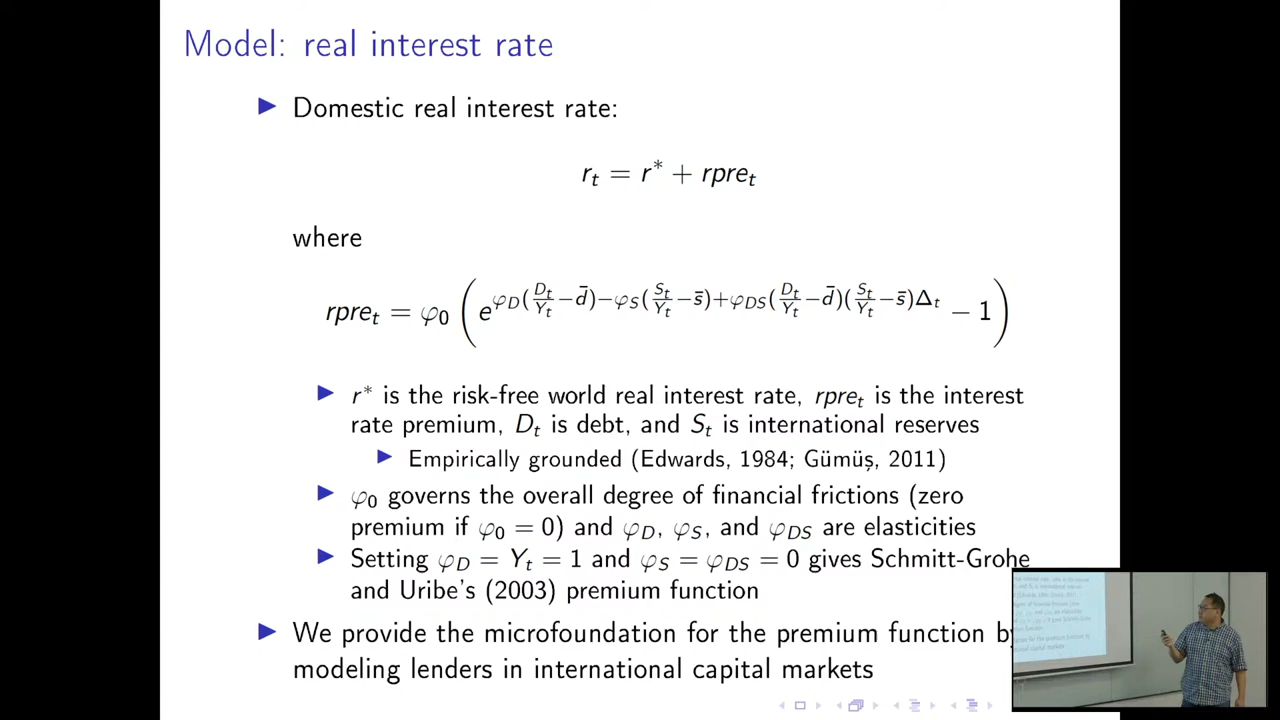 Model: real interest rate
Domestic real interest rate:
r_t = r* + rpre_t
where
rpre_t = φ_0 ( e^{φ_D(D_t/Y_t − d̄) − φ_S(S_t/Y_t − s̄) + φ_DS(D_t/Y_t − d̄)(S_t/Y_t − s̄)Δ_t} − 1 )
r* is the risk-free world real interest rate, rpre_t is the interest
rate premium, D_t is debt, and S_t is international reserves
Empirically grounded (Edwards, 1984; Gümüş, 2011)
φ_0 governs the overall degree of financial frictions (zero
premium if φ_0 = 0) and φ_D, φ_S, and φ_DS are elasticities
Setting φ_D = Y_t = 1 and φ_S = φ_DS = 0 gives Schmitt-Grohe
and Uribe's (2003) premium function
We provide the microfoundation for the premium function
modeling lenders in international capital markets